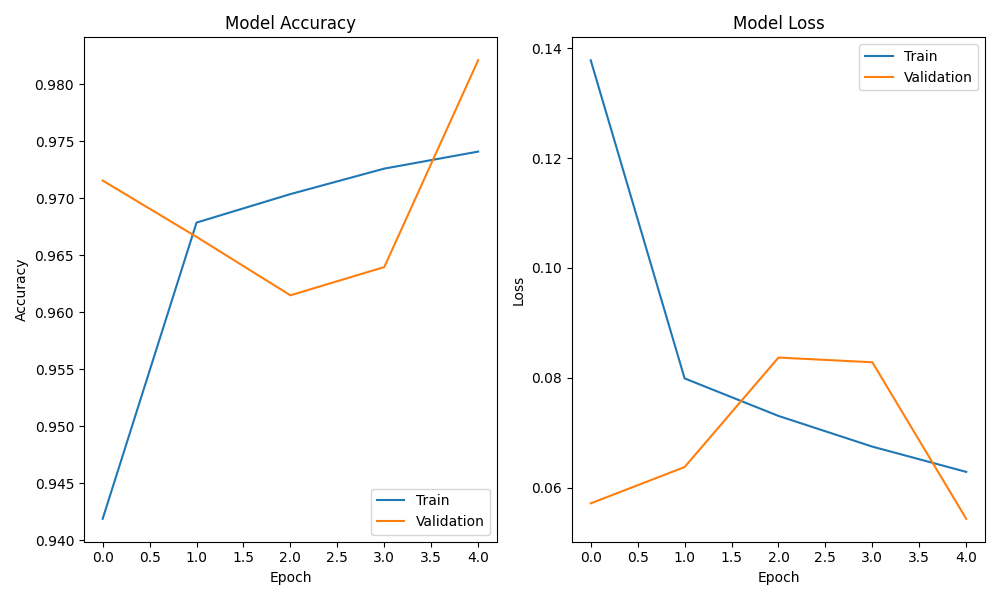 Model Accuracy
0.980
0.975
0.970
0.965
0.960
0.955
0.950
0.945
0.940
Accuracy
Train
Validation
0.0 0.5 1.0 1.5 2.0 2.5 3.0 3.5 4.0
Epoch
Model Loss
0.14
0.12
0.10
0.08
0.06
Loss
Train
Validation
0.0 0.5 1.0 1.5 2.0 2.5 3.0 3.5 4.0
Epoch